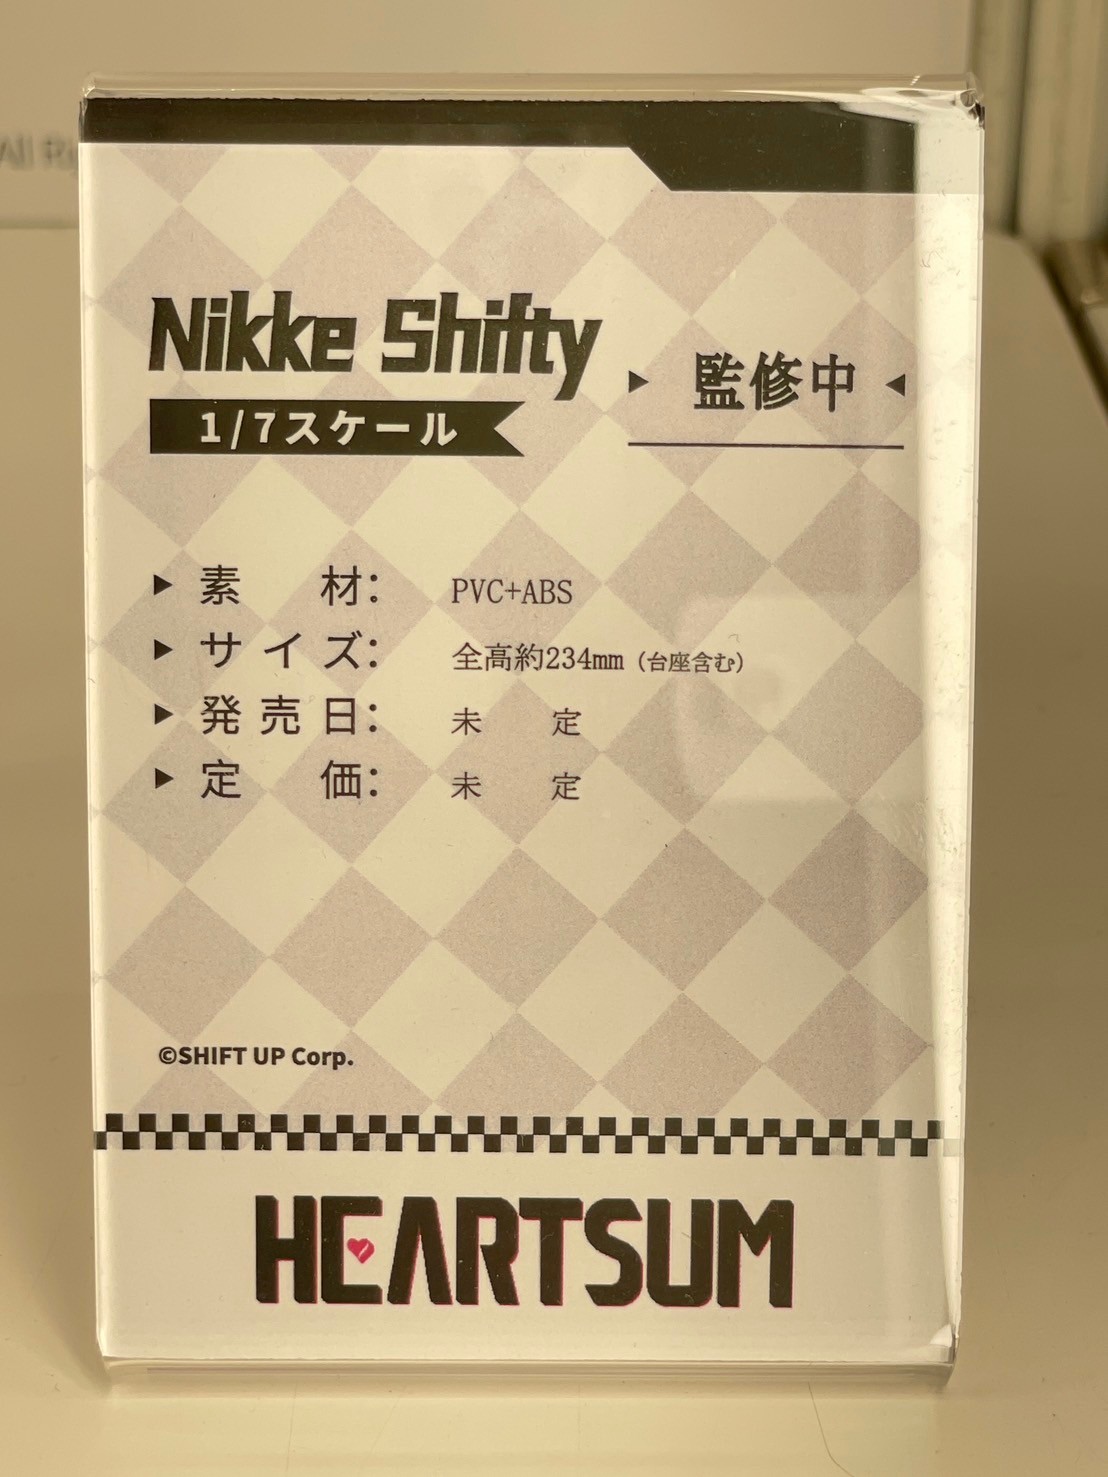 All Ri
Nikke Shifty
1/7スケール
▶ 監修中 ◀
▶ 素材: PVC+ABS
▶ サイズ: 全高約234mm（台座含む）
▶ 発売日: 未定
▶ 定価: 未定
©SHIFT UP Corp.
HEARTSUM